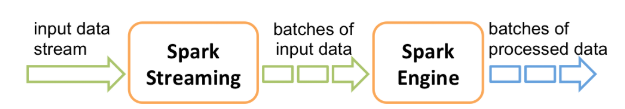 input data
stream
Spark
Streaming
batches of
input data
Spark
Engine
batches of
processed data